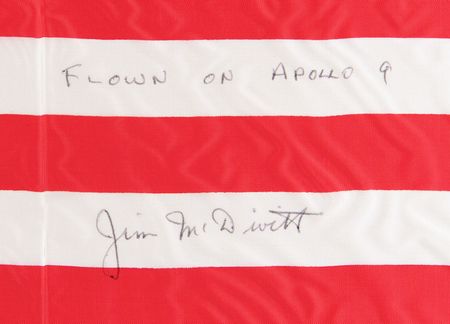 FLOWN ON APOLLO 9
Jim McDivitt